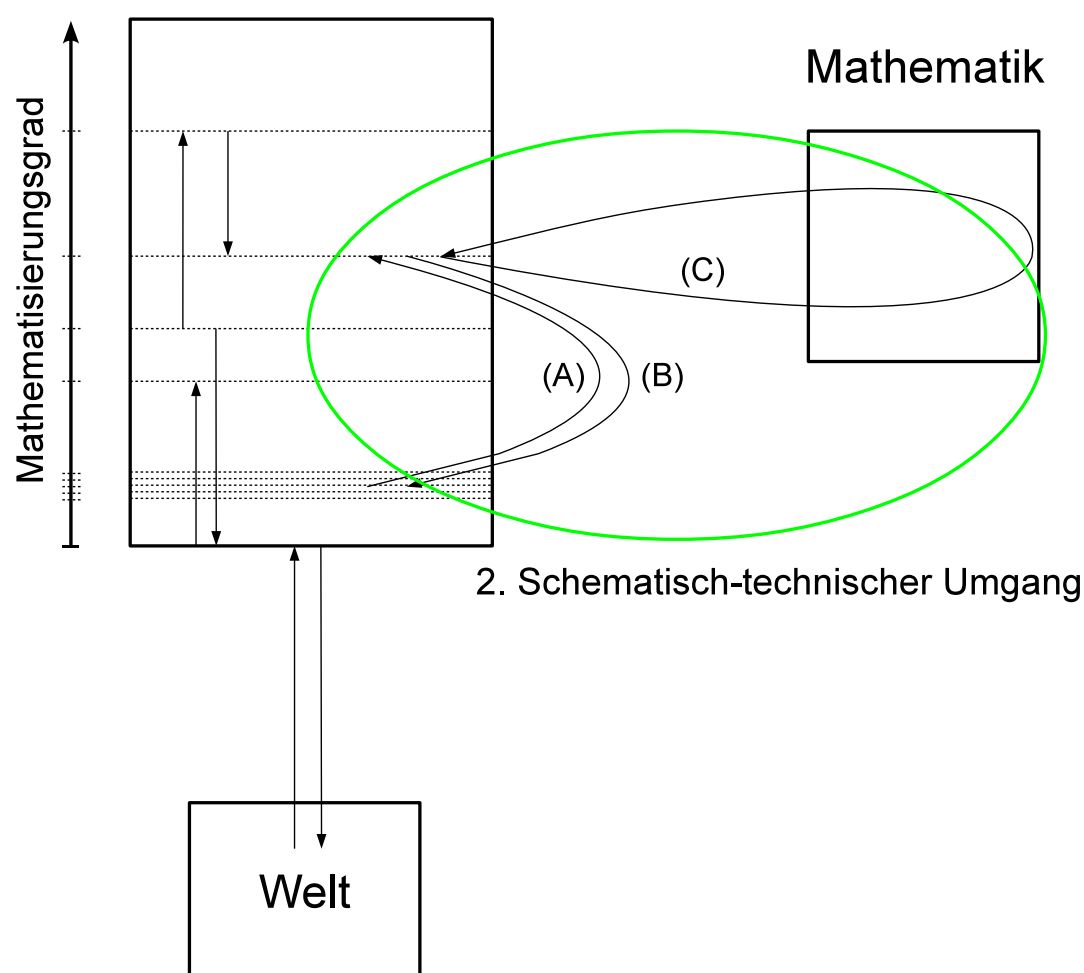 Mathematisierungsgrad
Mathematik
(C)
(A)
(B)
2. Schematisch-technischer Umgang
Welt